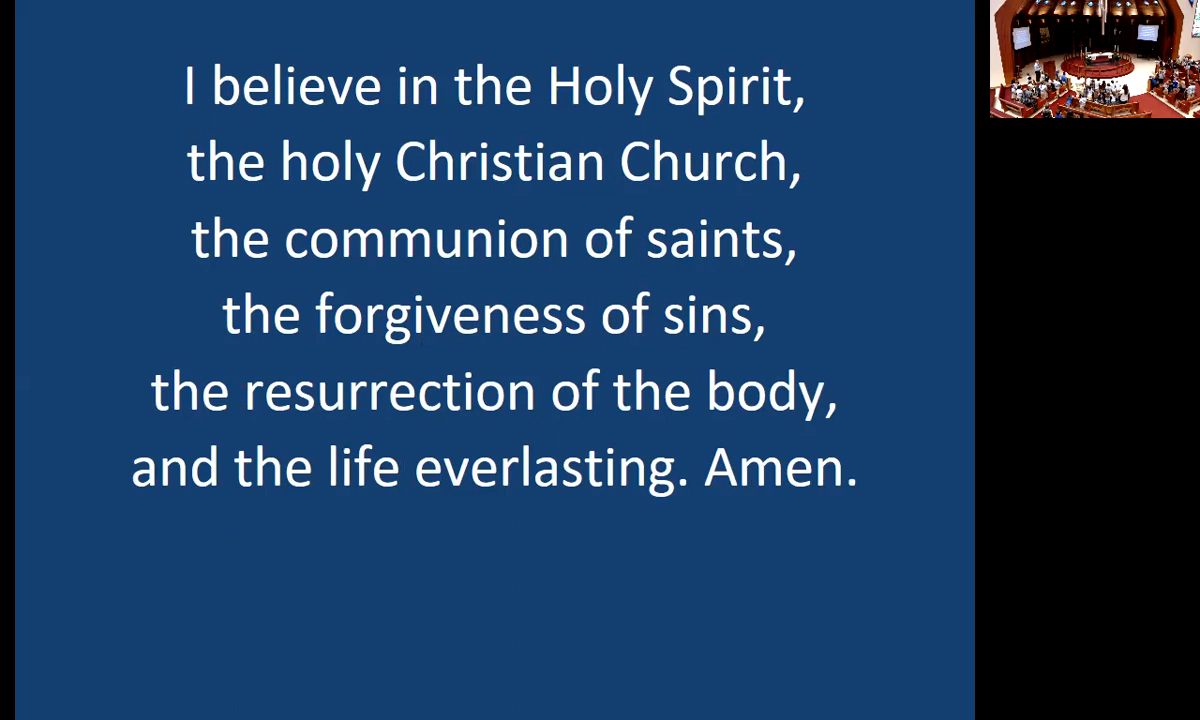 I believe in the Holy Spirit,
the holy Christian Church,
the communion of saints,
the forgiveness of sins,
the resurrection of the body,
and the life everlasting. Amen.